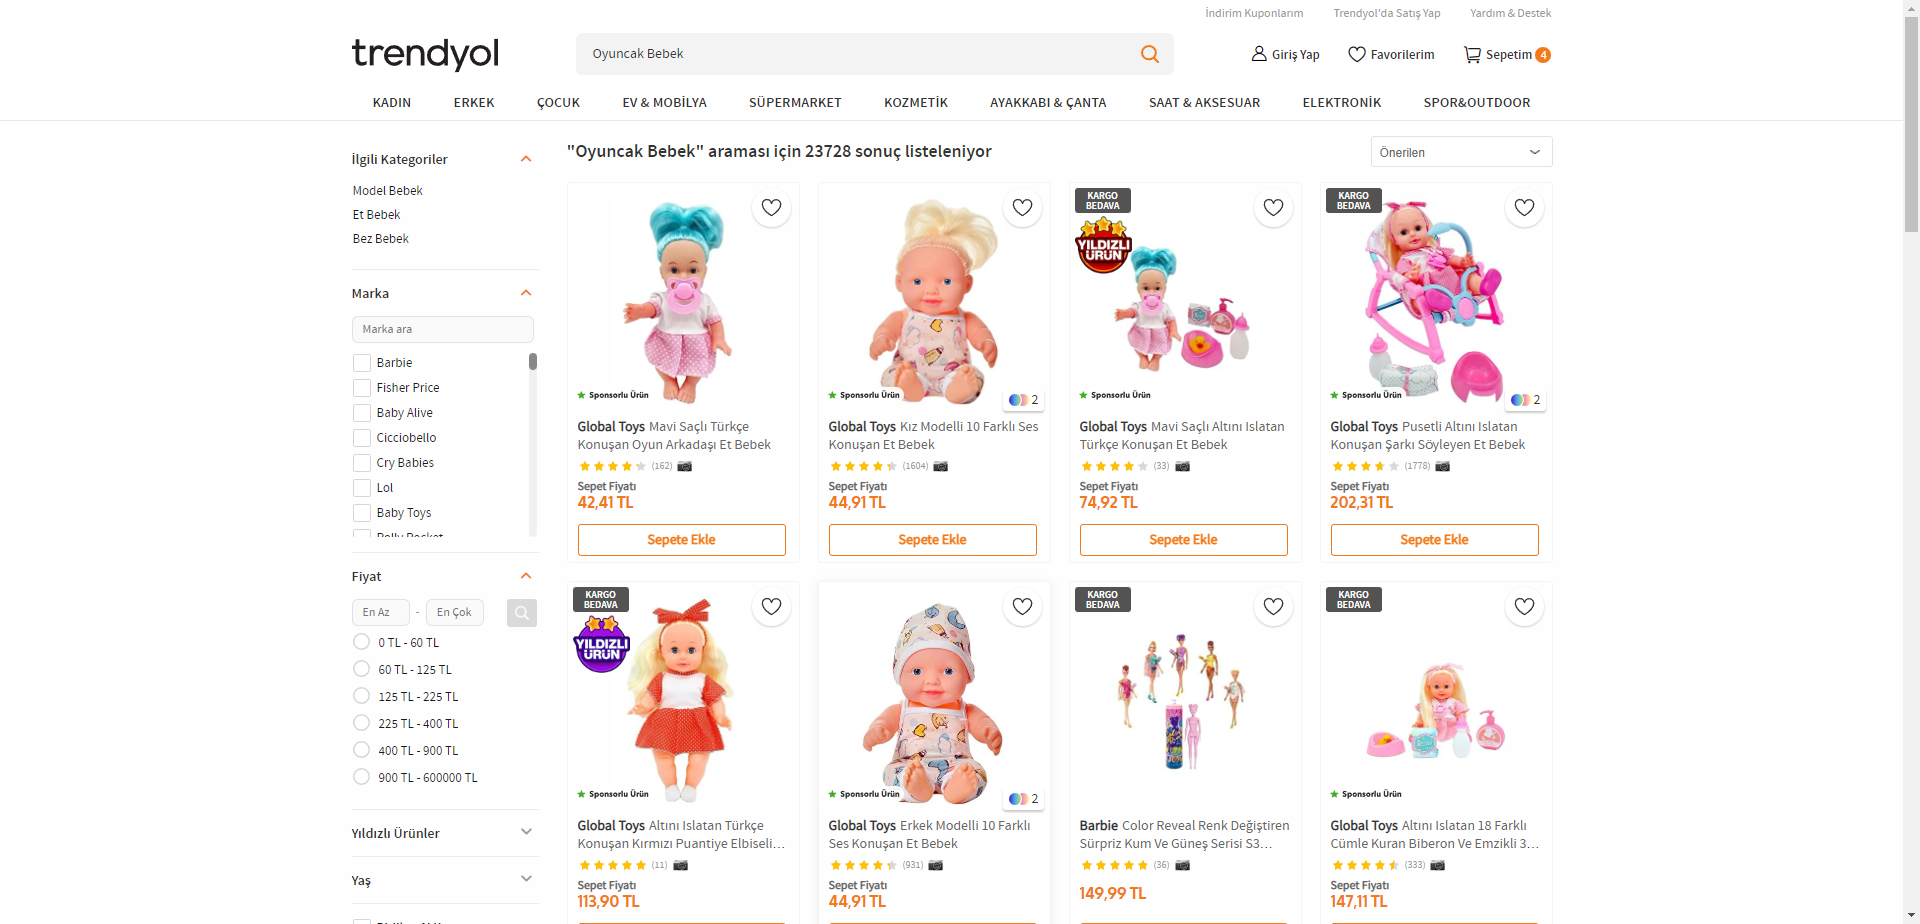 İndirim Kuponlarım
Trendyol'da Satış Yap
Yardım & Destek
trendyol
Oyuncak Bebek
Giriş Yap
Favorilerim
Sepetim 4
KADIN
ERKEK
ÇOCUK
EV & MOBİLYA
SÜPERMARKET
KOZMETİK
AYAKKABI & ÇANTA
SAAT & AKSESUAR
ELEKTRONİK
SPOR&OUTDOOR
İlgili Kategoriler
Model Bebek
Et Bebek
Bez Bebek
Marka
Marka ara
Barbie
Fisher Price
Baby Alive
Cicciobello
Cry Babies
Lol
Baby Toys
Polly Pocket
Fiyat
En Az - En Çok
0 TL - 60 TL
60 TL - 125 TL
125 TL - 225 TL
225 TL - 400 TL
400 TL - 900 TL
900 TL - 600000 TL
Yıldızlı Ürünler
Yaş
"Oyuncak Bebek" araması için 23728 sonuç listeleniyor
Önerilen
Sponsorlu Ürün
Global Toys Mavi Saçlı Türkçe
Konuşan Oyun Arkadaşı Et Bebek
(162)
Sepet Fiyatı
42,41 TL
Sepete Ekle
Sponsorlu Ürün
2
Global Toys Kız Modelli 10 Farklı Ses
Konuşan Et Bebek
(1604)
Sepet Fiyatı
44,91 TL
Sepete Ekle
KARGO
BEDAVA
YILDIZLI
ÜRÜN
Sponsorlu Ürün
Global Toys Mavi Saçlı Altını Islatan
Türkçe Konuşan Et Bebek
(33)
Sepet Fiyatı
74,92 TL
Sepete Ekle
KARGO
BEDAVA
Sponsorlu Ürün
2
Global Toys Pusetli Altını Islatan
Konuşan Şarkı Söyleyen Et Bebek
(1778)
Sepet Fiyatı
202,31 TL
Sepete Ekle
KARGO
BEDAVA
YILDIZLI
ÜRÜN
Sponsorlu Ürün
Global Toys Altını Islatan Türkçe
Konuşan Kırmızı Puantiye Elbiseli…
(11)
Sepet Fiyatı
113,90 TL
Sponsorlu Ürün
2
Global Toys Erkek Modelli 10 Farklı
Ses Konuşan Et Bebek
(931)
Sepet Fiyatı
44,91 TL
KARGO
BEDAVA
Barbie Color Reveal Renk Değiştiren
Sürpriz Kum Ve Güneş Serisi S3…
(36)
149,99 TL
KARGO
BEDAVA
Sponsorlu Ürün
Global Toys Altını Islatan 18 Farklı
Cümle Kuran Biberon Ve Emzikli 3…
(333)
Sepet Fiyatı
147,11 TL